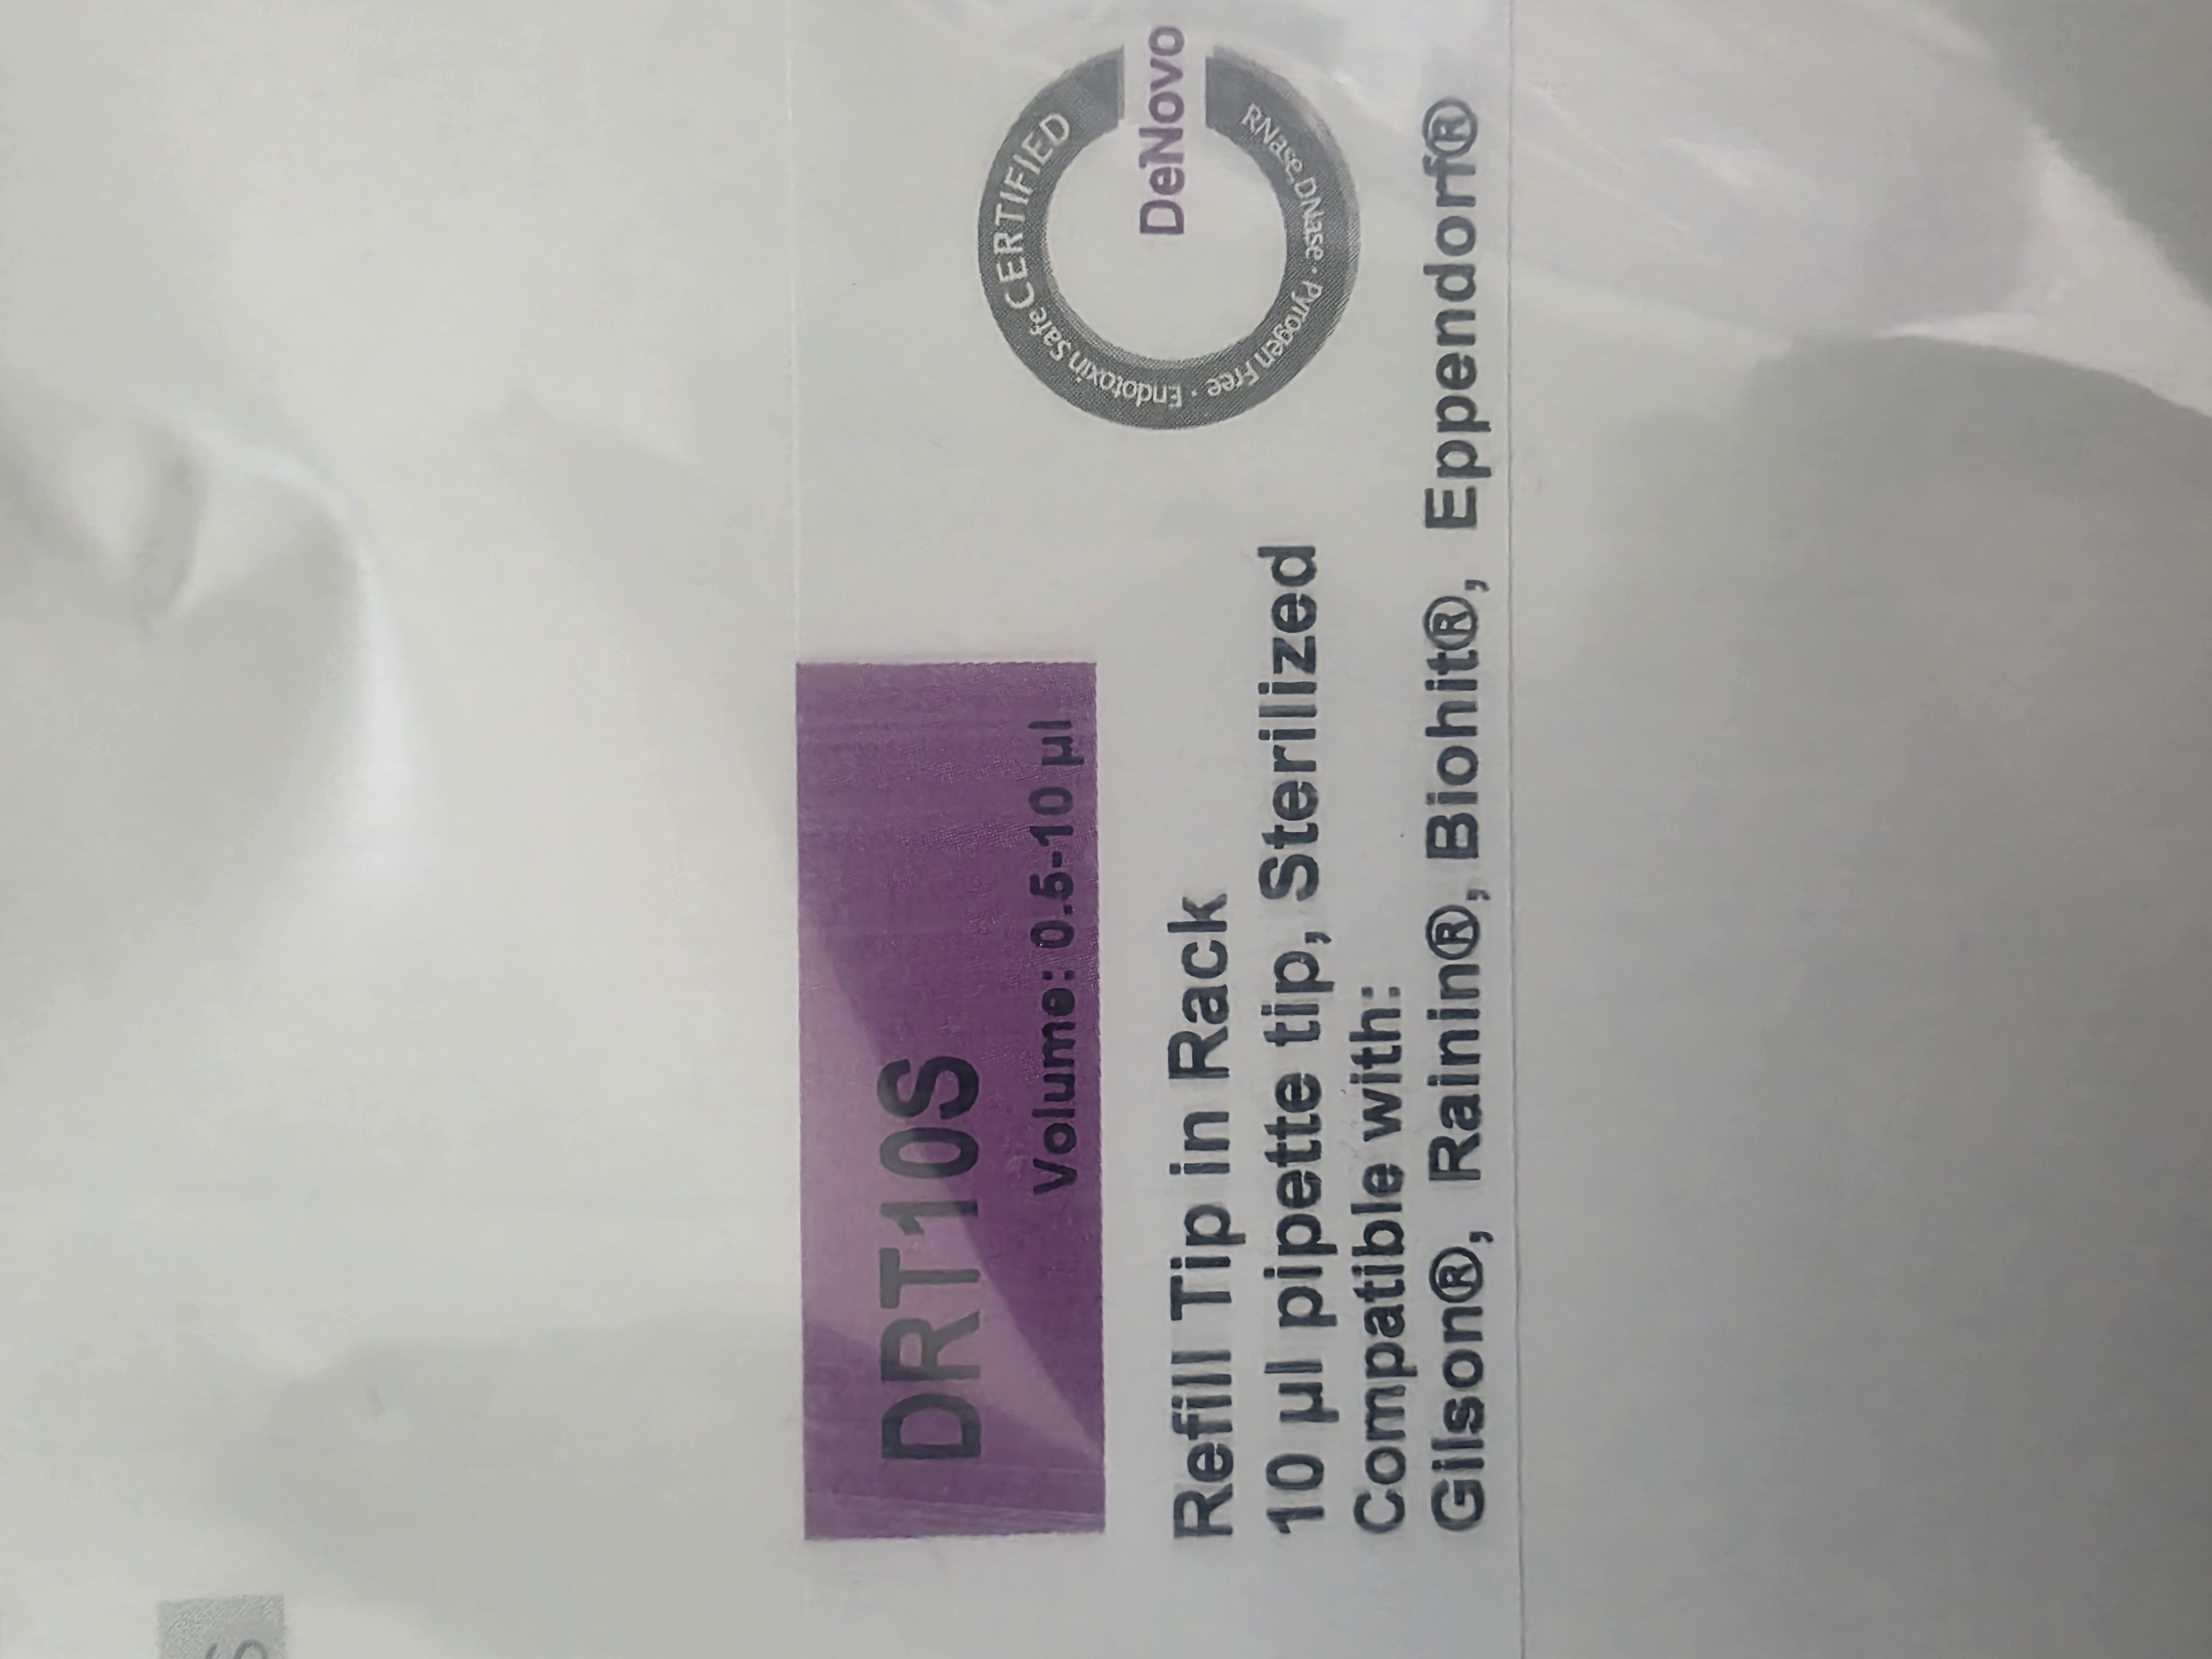 DRT10S
Volume: 0.5-10 µl
DeNovo
CERTIFIED
RNase, DNase · Pyrogen Free · Endotoxin Safe
Refill Tip in Rack
10 µl pipette tip, Sterilized
Compatible with:
Gilson®, Rainin®, Biohit®, Eppendorf®